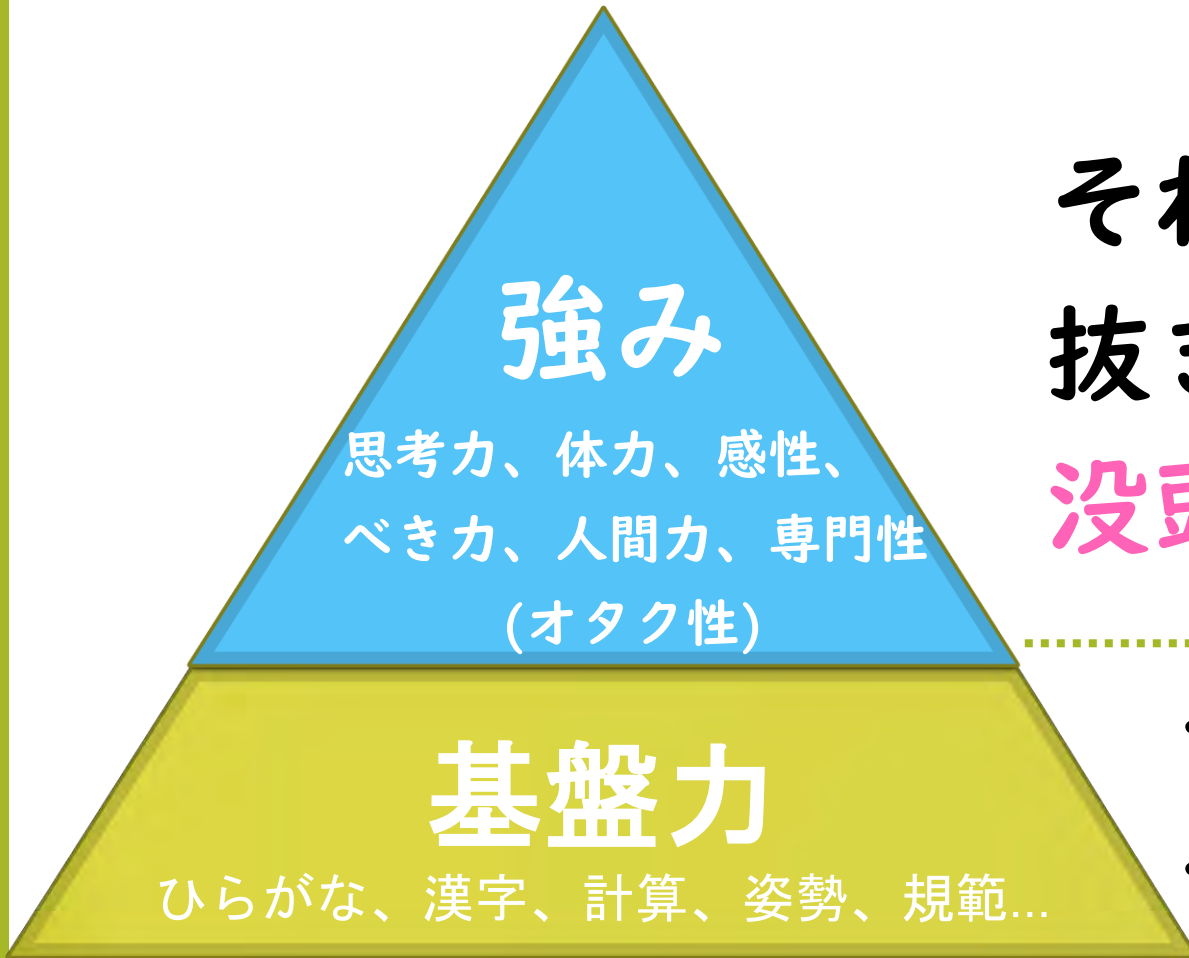 強み
思考力、体力、感性、
べき力、人間力、専門性
(オタク性)
基盤力
ひらがな、漢字、計算、姿勢、規範...
そ
抜
没